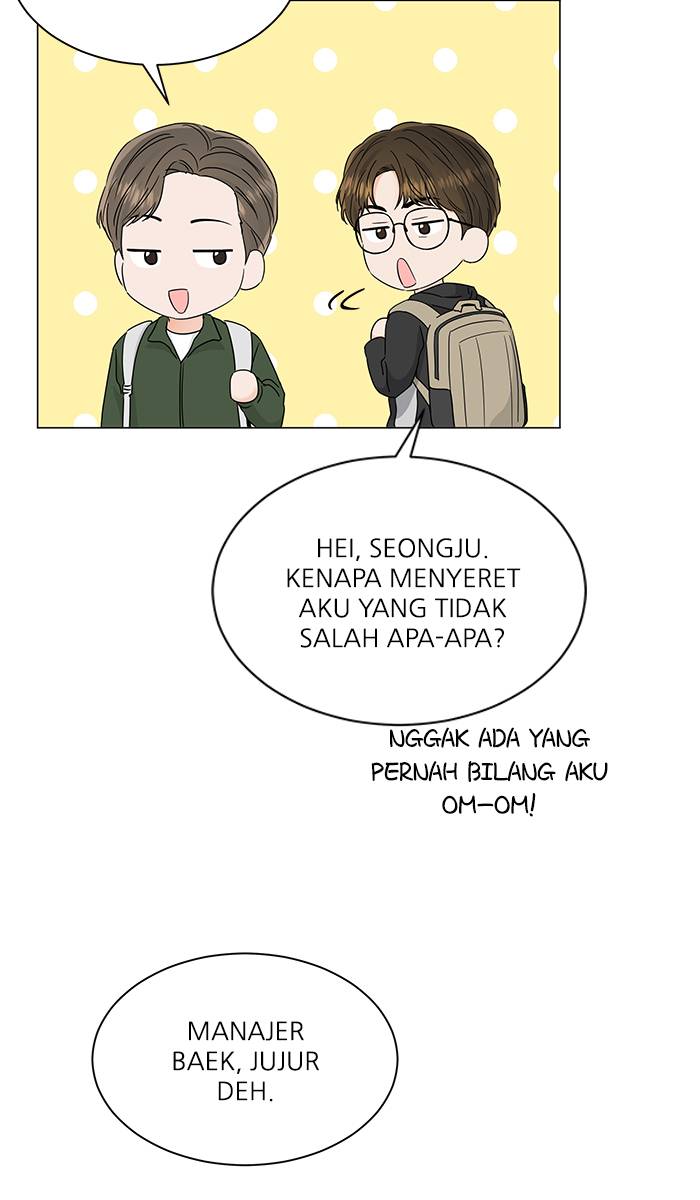 HEI, SEONGJU.
KENAPA MENYERET
AKU YANG TIDAK
SALAH APA-APA?
NGGAK ADA YANG
PERNAH BILANG AKU
OM-OM!
MANAJER
BAEK, JUJUR
DEH.